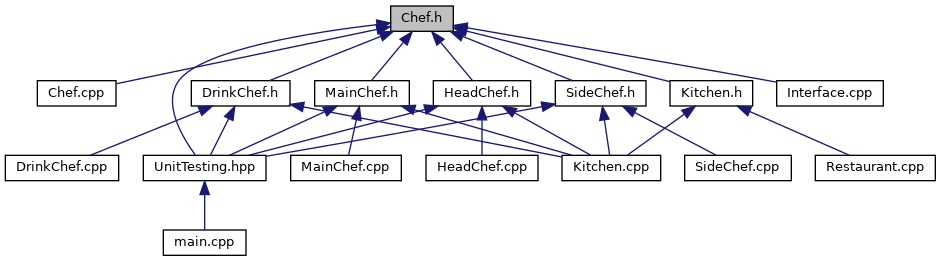 Chef.h
Chef.cpp
DrinkChef.h
MainChef.h
HeadChef.h
SideChef.h
Kitchen.h
Interface.cpp
DrinkChef.cpp
UnitTesting.hpp
MainChef.cpp
HeadChef.cpp
Kitchen.cpp
SideChef.cpp
Restaurant.cpp
main.cpp